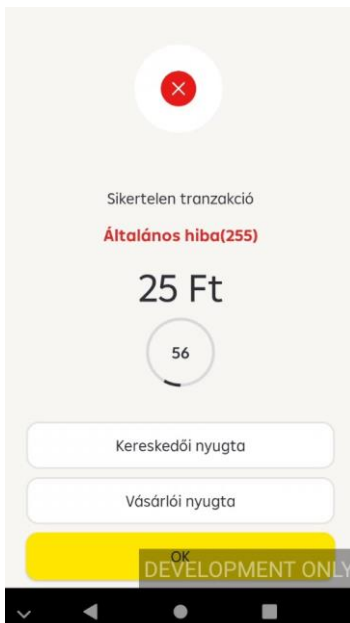 Sikertelen tranzakció
Általános hiba(255)
25 Ft
56
Kereskedői nyugta
Vásárlói nyugta
OK
DEVELOPMENT ONLY